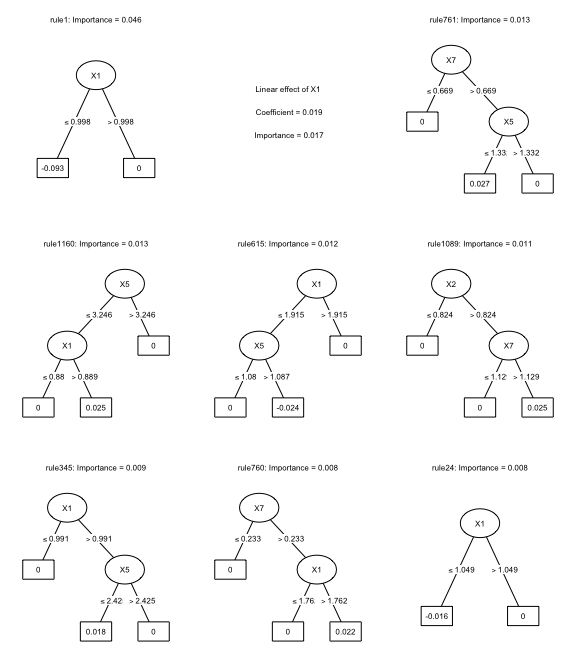 rule1: Importance = 0.046
X1
≤ 0.998
> 0.998
-0.093
0
Linear effect of X1
Coefficient = 0.019
Importance = 0.017
rule761: Importance = 0.013
X7
≤ 0.669
> 0.669
0
X5
≤ 1.33
> 1.332
0.027
0
rule1160: Importance = 0.013
X5
≤ 3.246
> 3.246
X1
0
≤ 0.88
> 0.889
0
0.025
rule615: Importance = 0.012
X1
≤ 1.915
> 1.915
X5
0
≤ 1.08
> 1.087
0
-0.024
rule1089: Importance = 0.011
X2
≤ 0.824
> 0.824
0
X7
≤ 1.12
> 1.129
0
0.025
rule345: Importance = 0.009
X1
≤ 0.991
> 0.991
0
X5
≤ 2.42
> 2.425
0.018
0
rule760: Importance = 0.008
X7
≤ 0.233
> 0.233
0
X1
≤ 1.76
> 1.762
0
0.022
rule24: Importance = 0.008
X1
≤ 1.049
> 1.049
-0.016
0